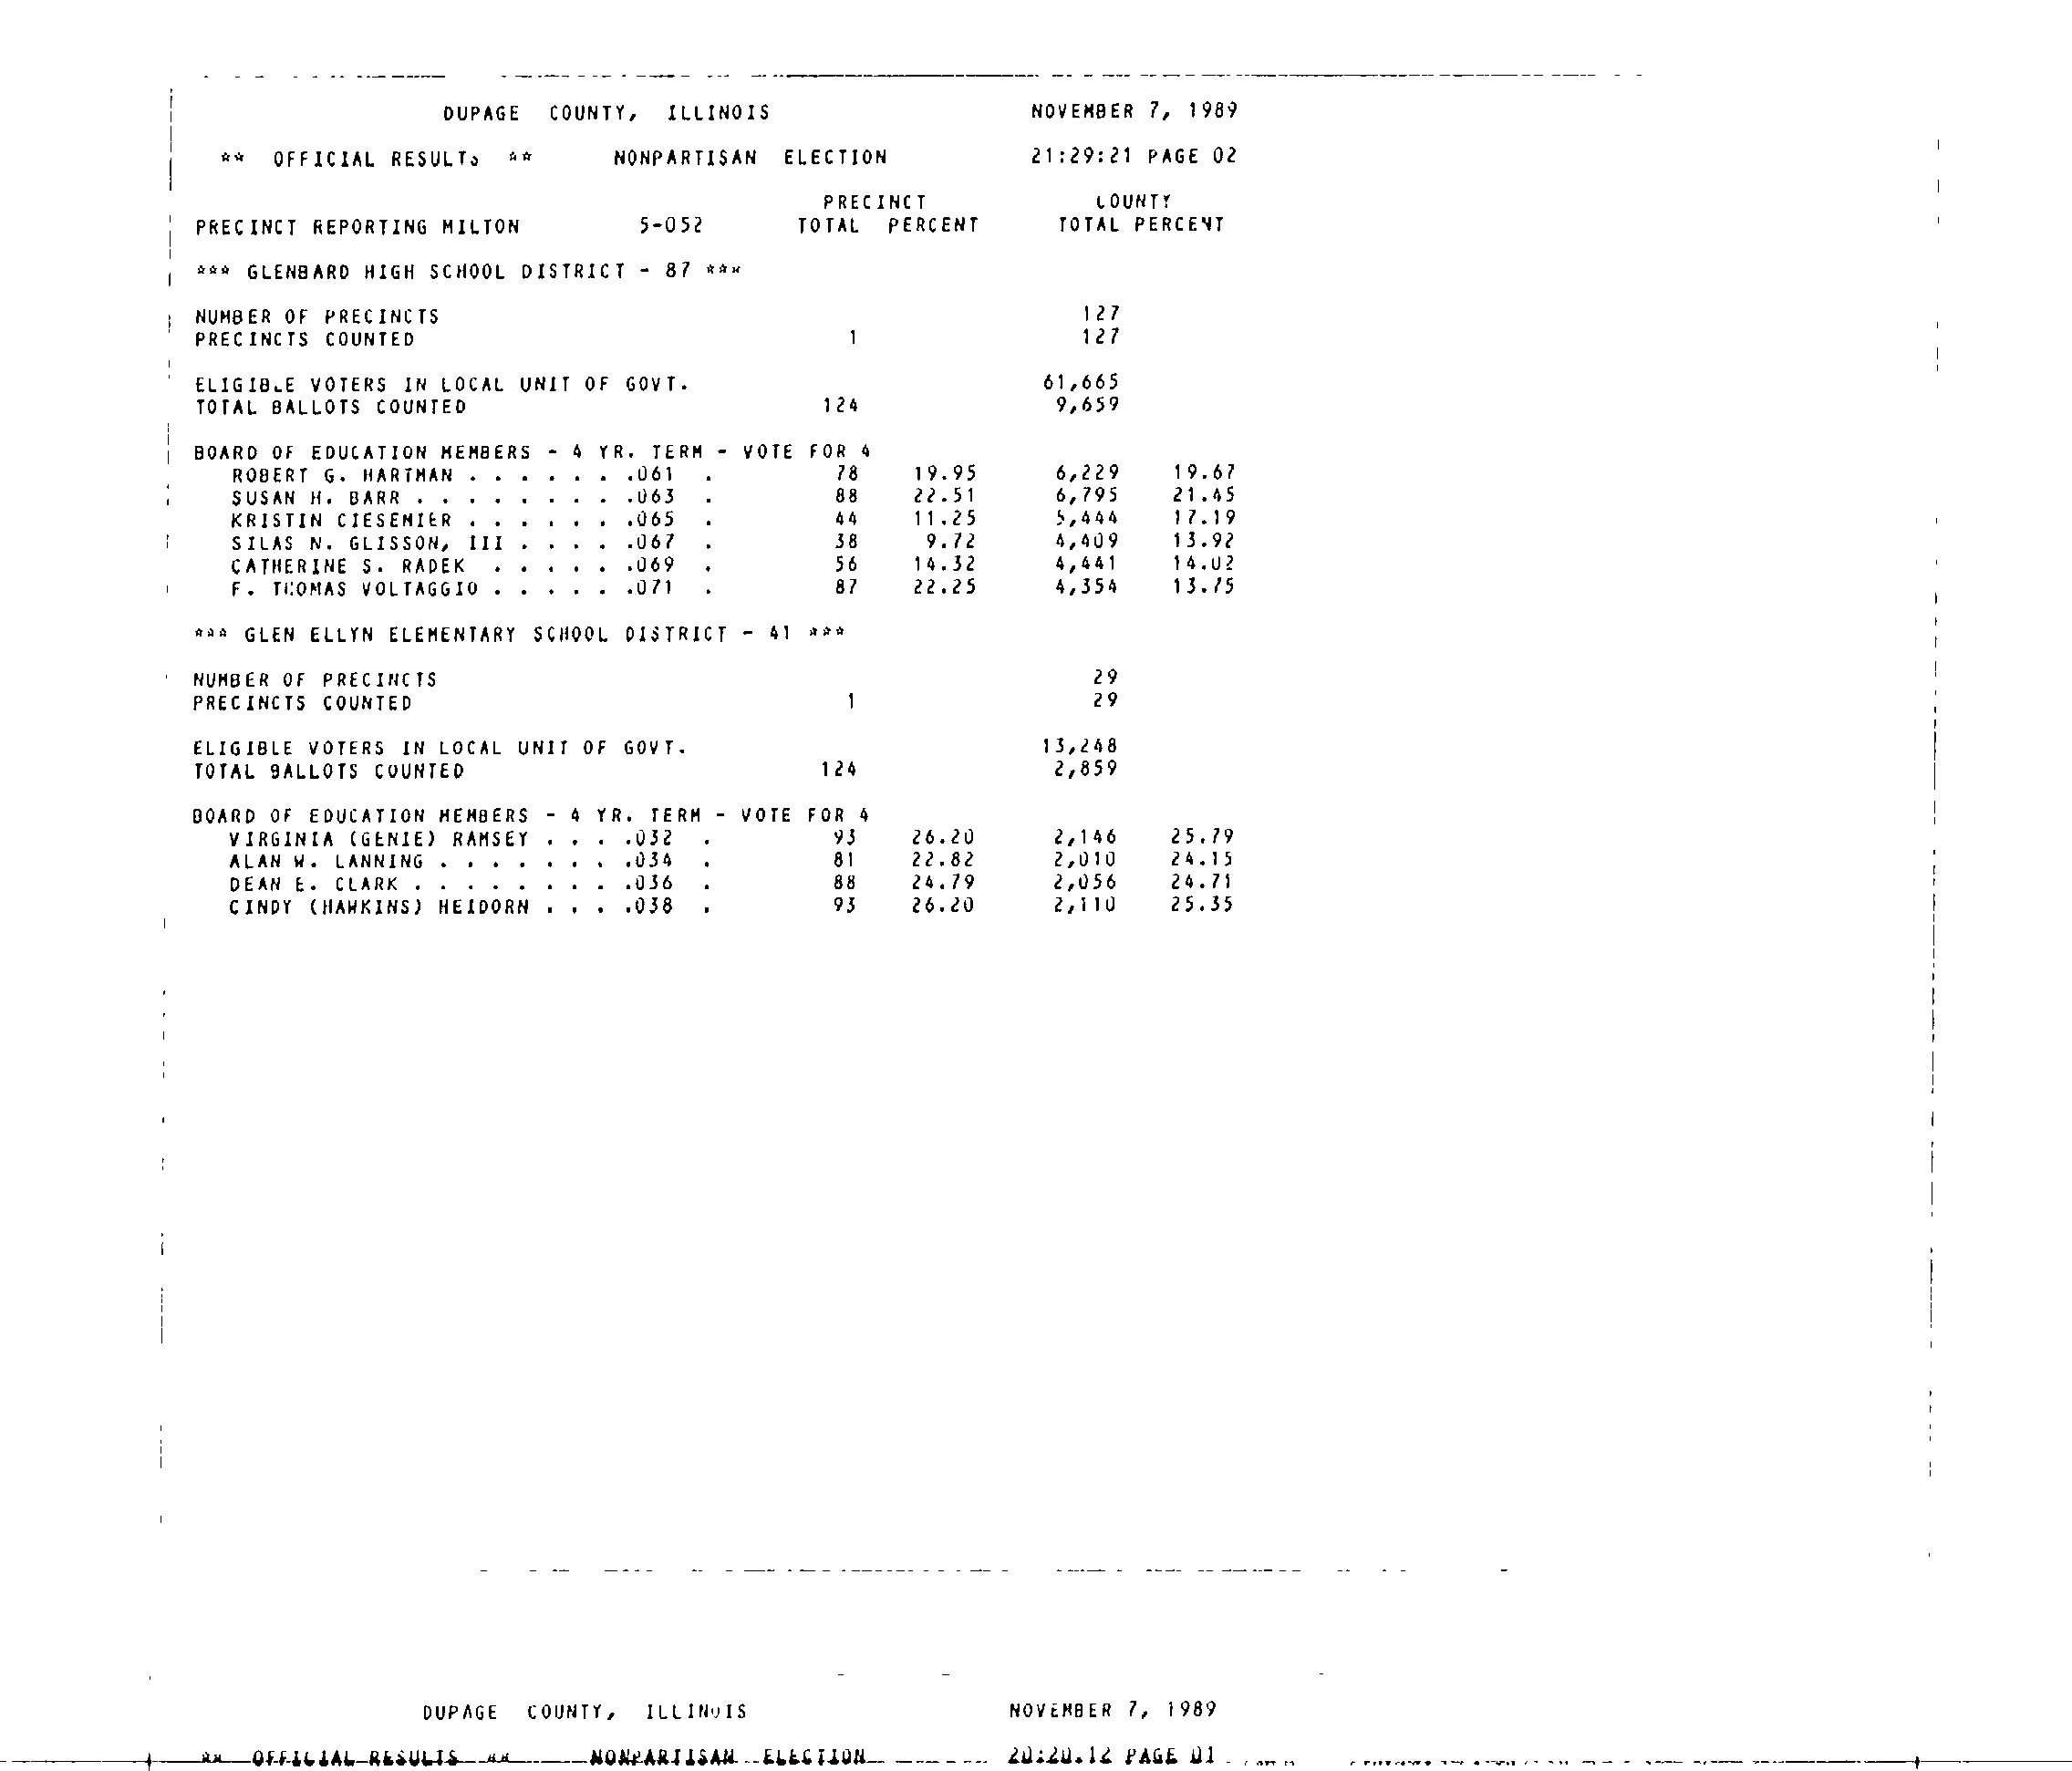 DUPAGE COUNTY, ILLINOIS NOVEMBER 7, 1989
** OFFICIAL RESULTS ** NONPARTISAN ELECTION 21:29:21 PAGE 02
PRECINCT COUNTY
PRECINCT REPORTING MILTON 5-052 TOTAL PERCENT TOTAL PERCENT
*** GLENBARD HIGH SCHOOL DISTRICT - 87 ***
NUMBER OF PRECINCTS 127
PRECINCTS COUNTED 1 127
ELIGIBLE VOTERS IN LOCAL UNIT OF GOVT. 61,665
TOTAL BALLOTS COUNTED 124 9,659
BOARD OF EDUCATION MEMBERS - 4 YR. TERM - VOTE FOR 4
ROBERT G. HARTMAN . . . . . . .061 . 78 19.95 6,229 19.67
SUSAN H. BARR . . . . . . . . .063 . 88 22.51 6,795 21.45
KRISTIN CIESEMIER . . . . . . .065 . 44 11.25 5,444 17.19
SILAS N. GLISSON, III . . . . .067 . 38 9.72 4,409 13.92
CATHERINE S. RADEK . . . . . .069 . 56 14.32 4,441 14.02
F. THOMAS VOLTAGGIO . . . . . .071 . 87 22.25 4,354 13.75
*** GLEN ELLYN ELEMENTARY SCHOOL DISTRICT - 41 ***
NUMBER OF PRECINCTS 29
PRECINCTS COUNTED 1 29
ELIGIBLE VOTERS IN LOCAL UNIT OF GOVT. 13,248
TOTAL BALLOTS COUNTED 124 2,859
BOARD OF EDUCATION MEMBERS - 4 YR. TERM - VOTE FOR 4
VIRGINIA (GENIE) RAMSEY . . . .032 . 93 26.20 2,146 25.79
ALAN W. LANNING . . . . . . . .034 . 81 22.82 2,010 24.15
DEAN E. CLARK . . . . . . . . .036 . 88 24.79 2,056 24.71
CINDY (HAWKINS) HEIDORN . . . .038 . 93 26.20 2,110 25.35
DUPAGE COUNTY, ILLINOIS NOVEMBER 7, 1989
** OFFICIAL RESULTS ** NONPARTISAN ELECTION 20:20.12 PAGE 01